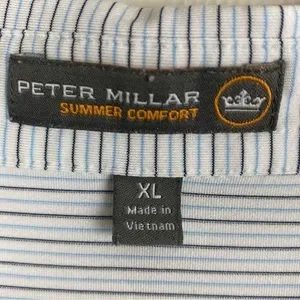 PETER MILLAR
SUMMER COMFORT
XL
Made in
Vietnam